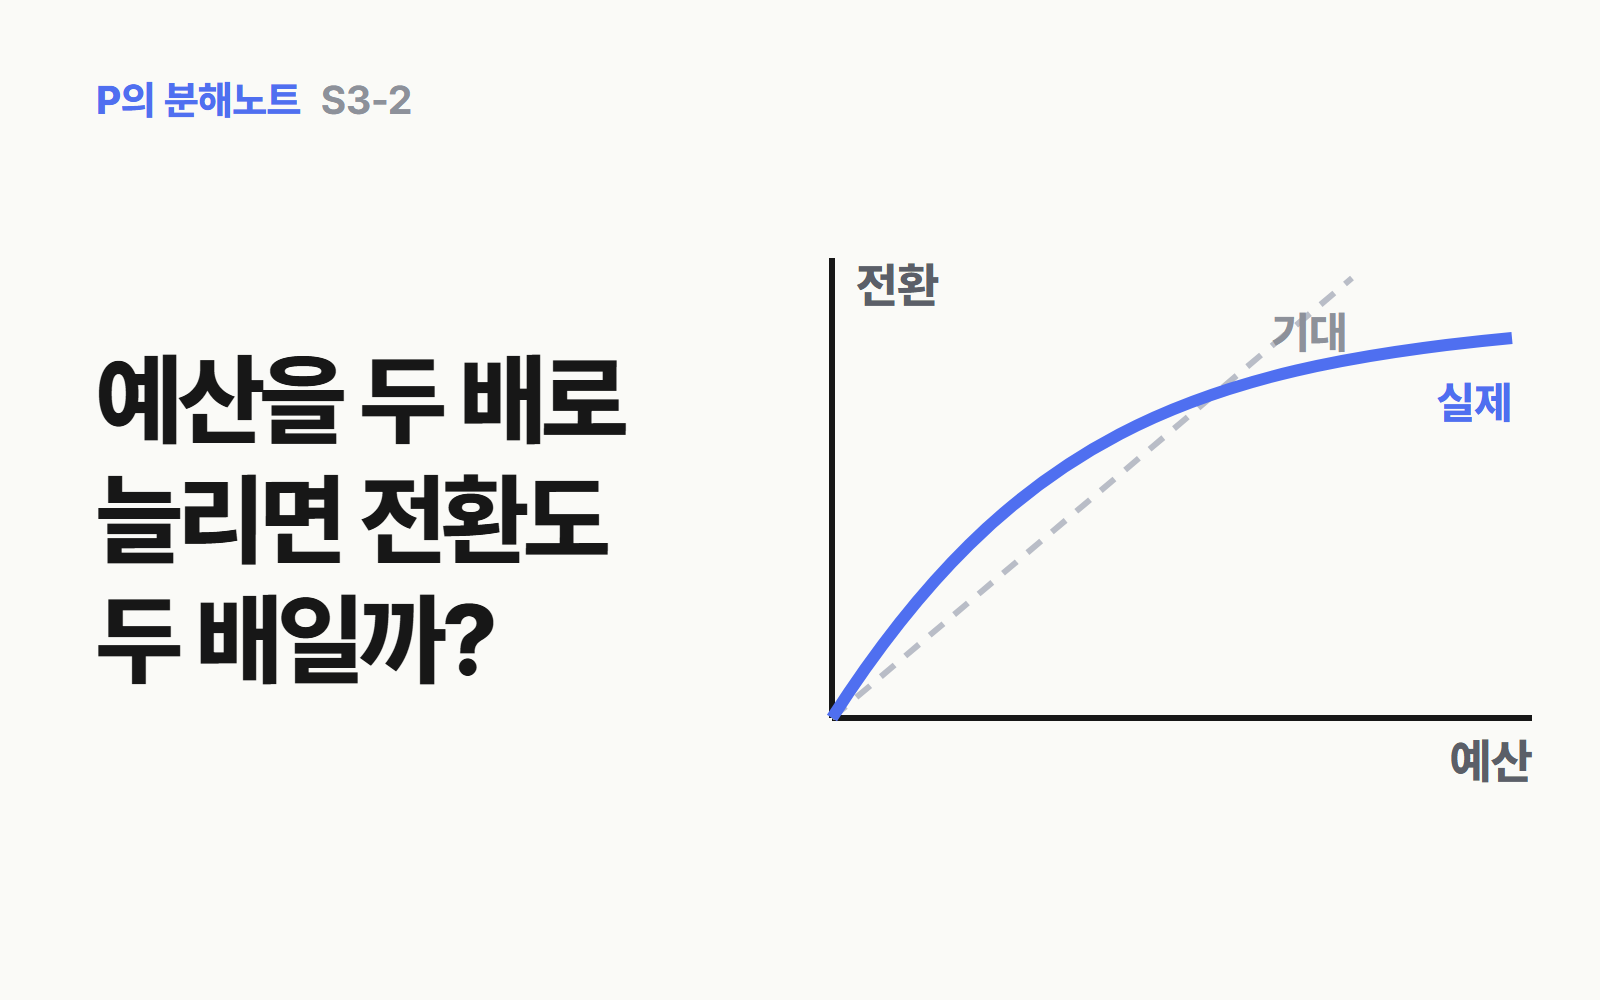 P의 분해노트 S3-2
예산을 두 배로
늘리면 전환도
두 배일까?
전환
기대
실제
예산